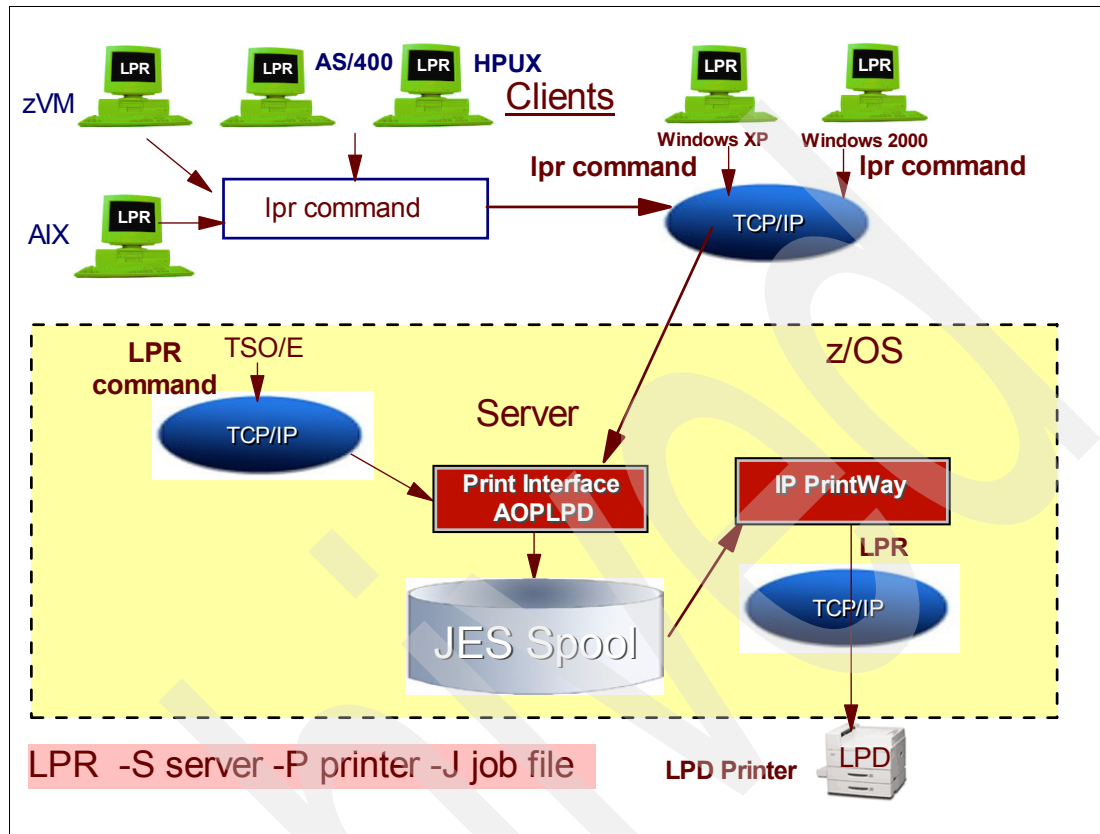 LPR
LPR
AS/400
LPR
HPUX
LPR
LPR
zVM
Clients
Windows XP
Windows 2000
lpr command
lpr command
lpr command
LPR
AIX
TCP/IP
LPR
command
TSO/E
z/OS
TCP/IP
Server
Print Interface
AOPLPD
IP PrintWay
LPR
JES Spool
TCP/IP
LPR -S server -P printer -J job file
LPD Printer
LPD